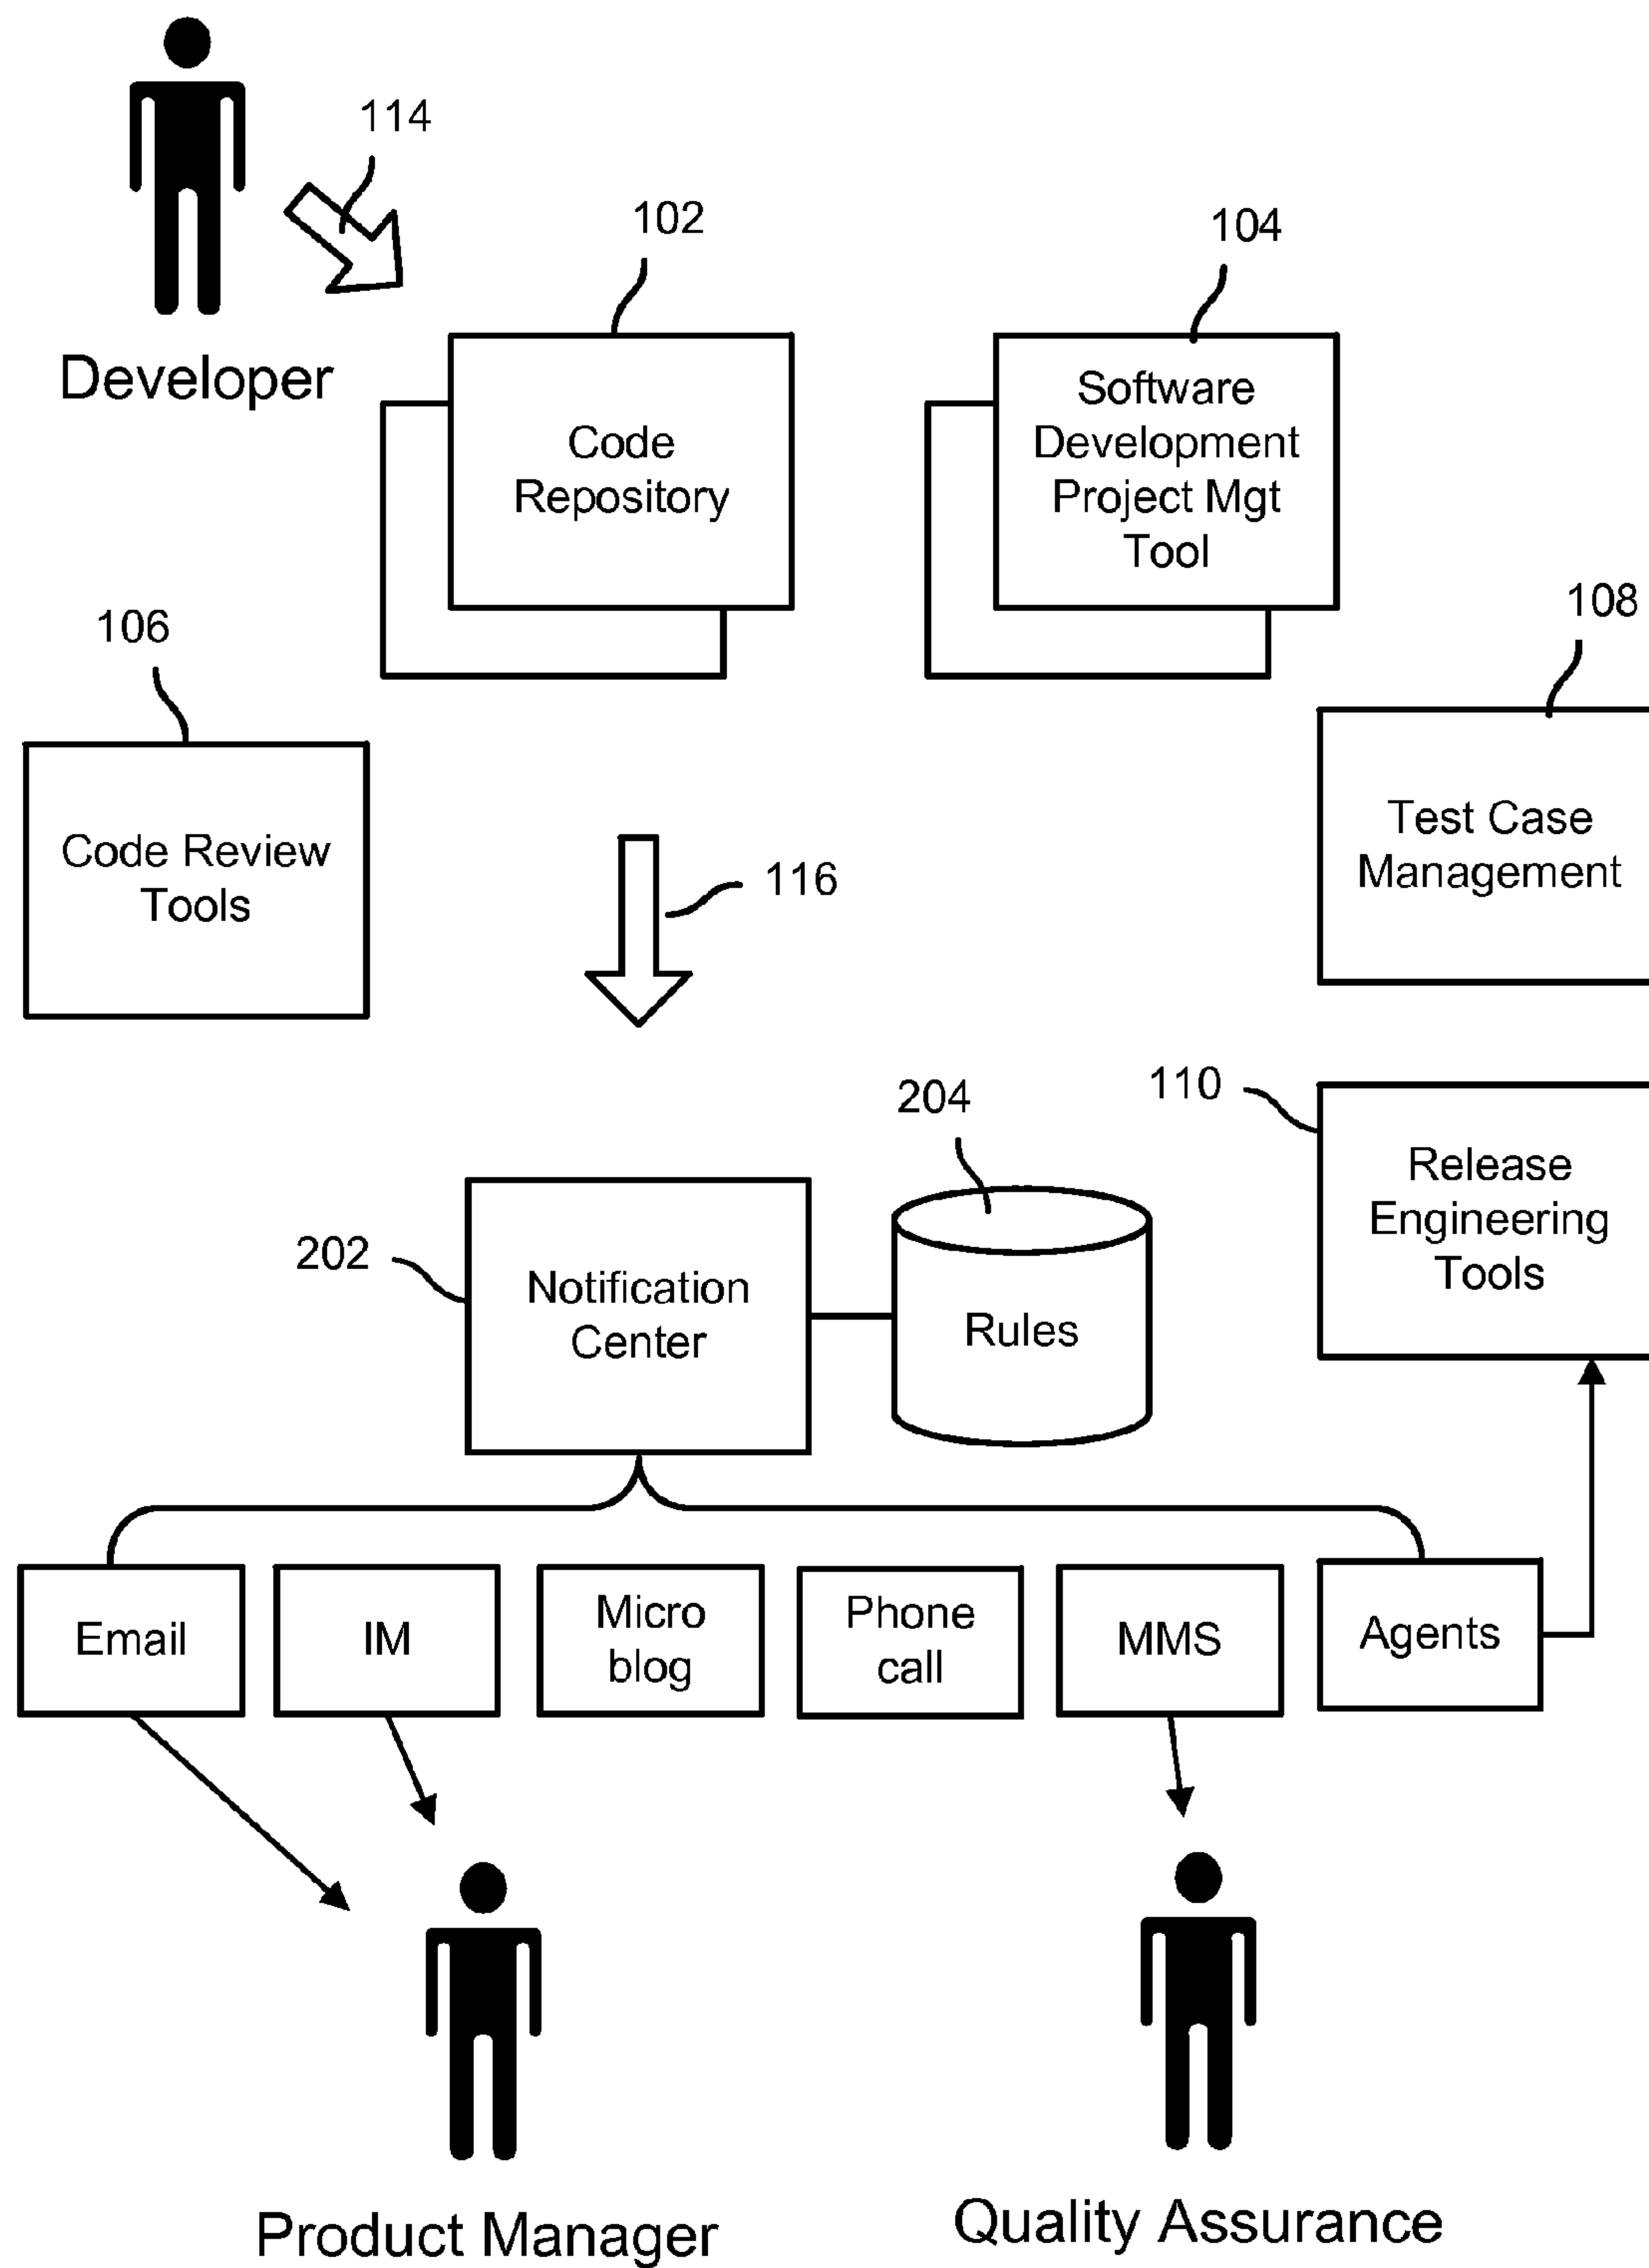 114
Developer
102
104
Code
Repository
Software
Development
Project Mgt
Tool
106
108
Code Review
Tools
116
Test Case
Management
204
110
202
Notification
Center
Rules
Release
Engineering
Tools
Email
IM
Micro
blog
Phone
call
MMS
Agents
Product Manager
Quality Assurance